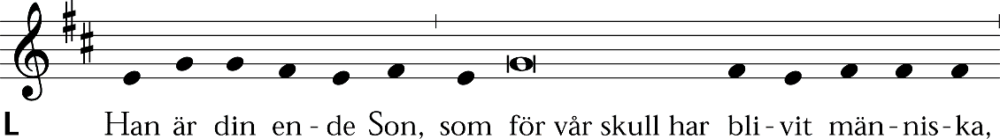 L Han är din en - de Son, som för vår skull har bli - vit män - nis - ka,